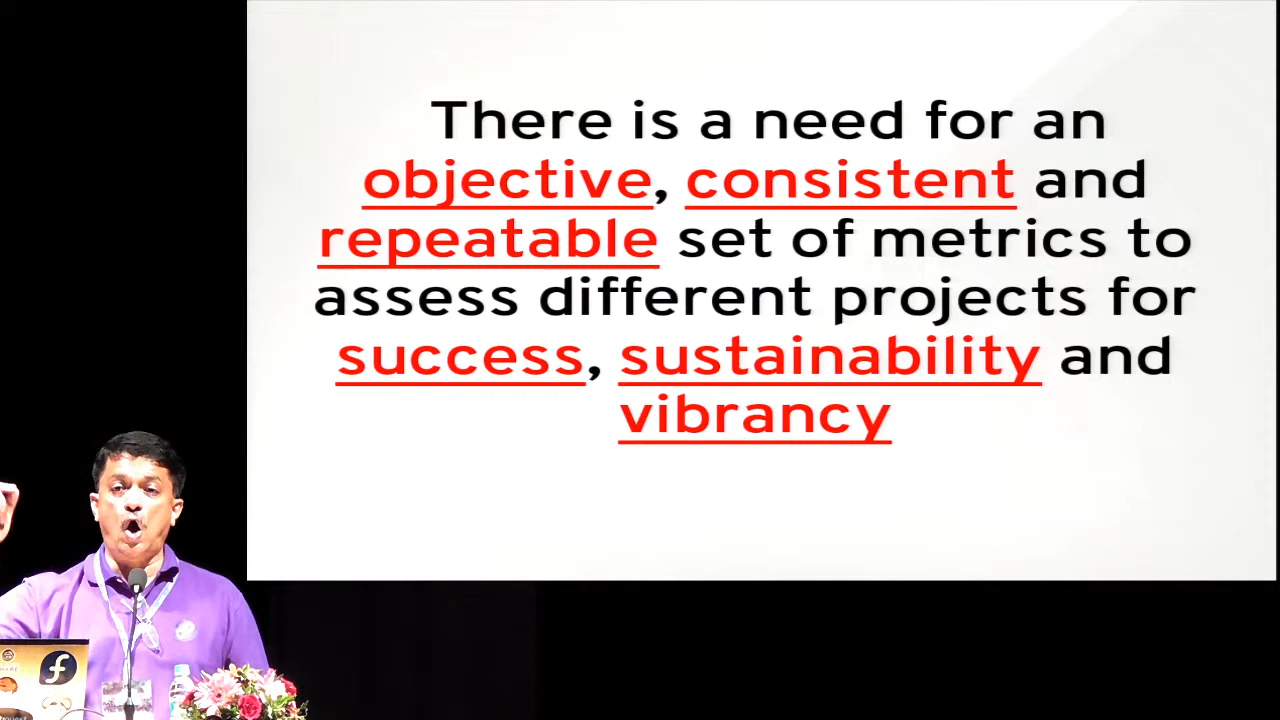 There is a need for an
objective, consistent and
repeatable set of metrics to
assess different projects for
success, sustainability and
vibrancy